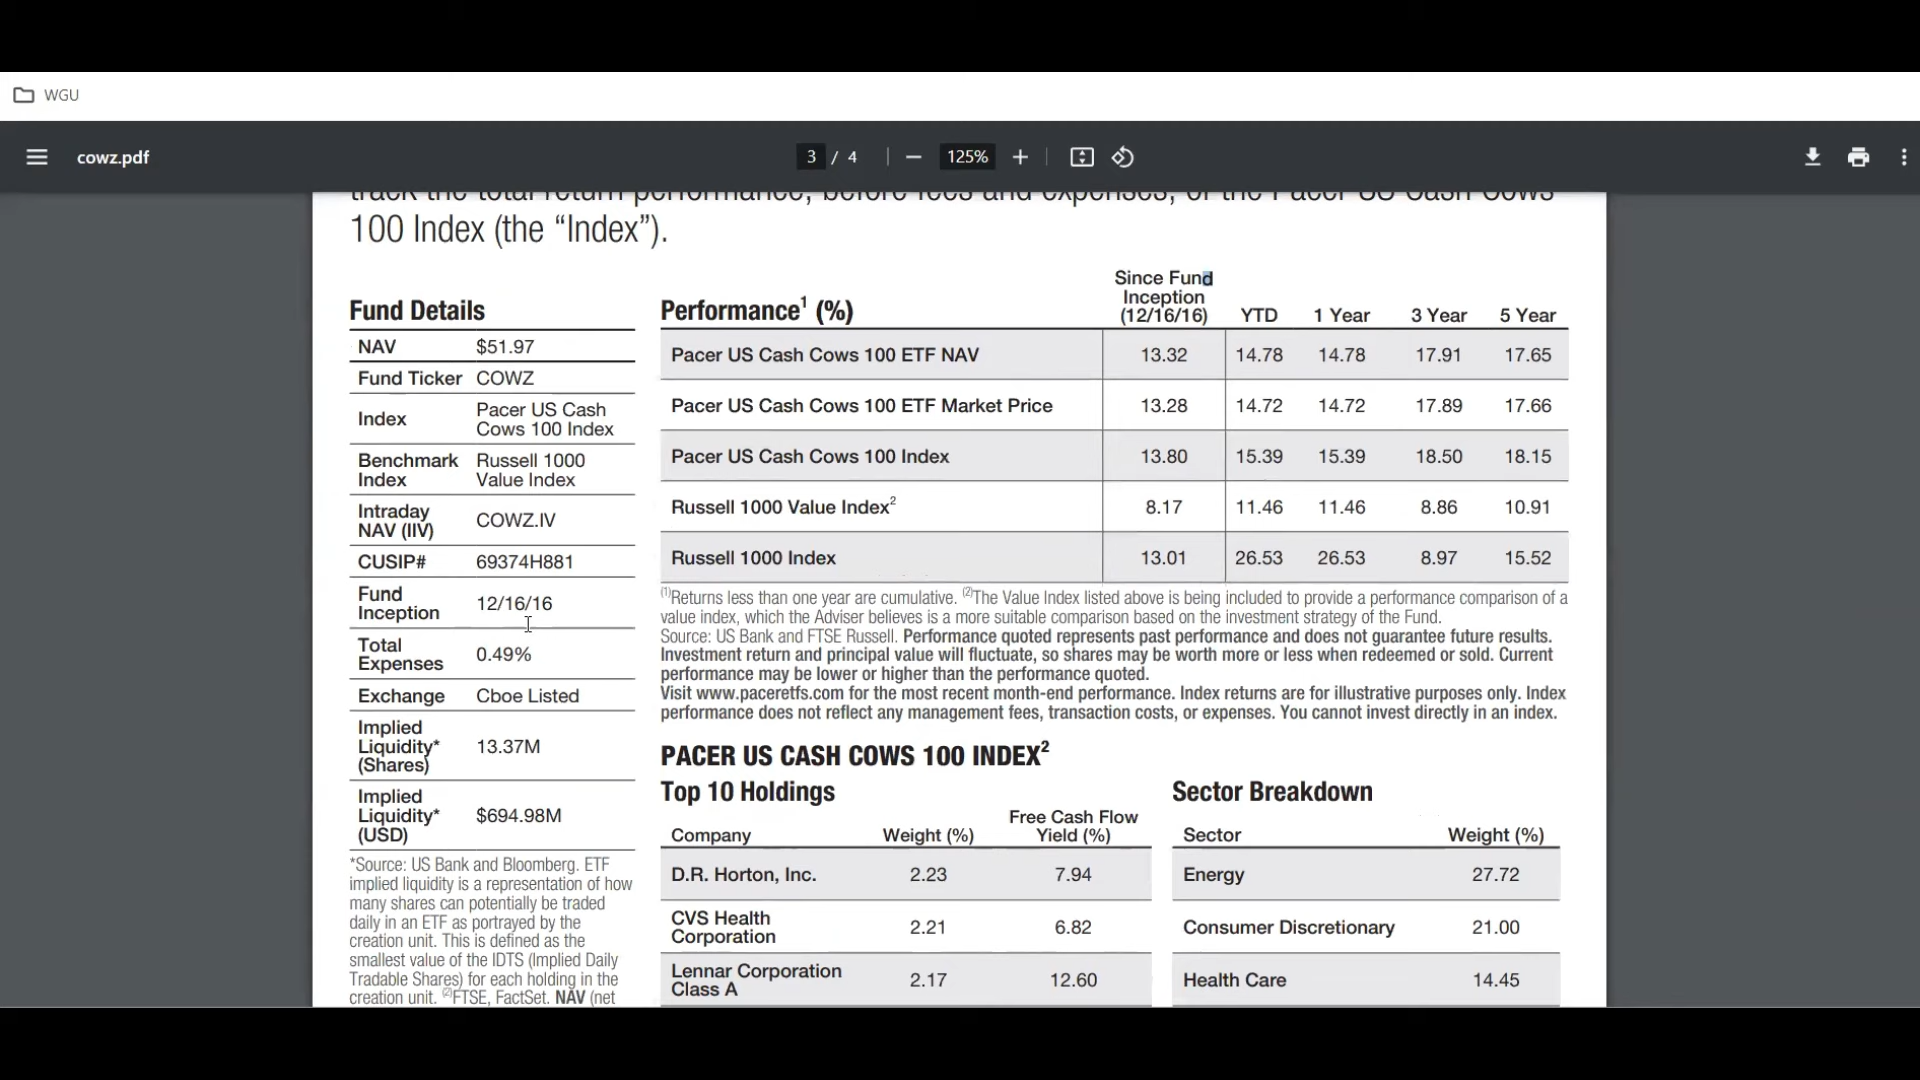 WGU
cowz.pdf
3 / 4
125%
track the total return performance, before fees and expenses, of the Pacer US Cash Cows
100 Index (the “Index”).
Fund Details
NAV $51.97
Fund Ticker COWZ
Index Pacer US Cash
Cows 100 Index
Benchmark Russell 1000
Index Value Index
Intraday
NAV (IIV) COWZ.IV
CUSIP# 69374H881
Fund
Inception 12/16/16
Total
Expenses 0.49%
Exchange Cboe Listed
Implied
Liquidity* 13.37M
(Shares)
Implied
Liquidity* $694.98M
(USD)
*Source: US Bank and Bloomberg. ETF
implied liquidity is a representation of how
many shares can potentially be traded
daily in an ETF as portrayed by the
creation unit. This is defined as the
smallest value of the IDTS (Implied Daily
Tradable Shares) for each holding in the
creation unit. (2)FTSE, FactSet. NAV (net
Since Fund
Inception
Performance1 (%) (12/16/16) YTD 1 Year 3 Year 5 Year
Pacer US Cash Cows 100 ETF NAV 13.32 14.78 14.78 17.91 17.65
Pacer US Cash Cows 100 ETF Market Price 13.28 14.72 14.72 17.89 17.66
Pacer US Cash Cows 100 Index 13.80 15.39 15.39 18.50 18.15
Russell 1000 Value Index2 8.17 11.46 11.46 8.86 10.91
Russell 1000 Index 13.01 26.53 26.53 8.97 15.52
(1)Returns less than one year are cumulative. (2)The Value Index listed above is being included to provide a performance comparison of a
value index, which the Adviser believes is a more suitable comparison based on the investment strategy of the Fund.
Source: US Bank and FTSE Russell. Performance quoted represents past performance and does not guarantee future results.
Investment return and principal value will fluctuate, so shares may be worth more or less when redeemed or sold. Current
performance may be lower or higher than the performance quoted.
Visit www.paceretfs.com for the most recent month-end performance. Index returns are for illustrative purposes only. Index
performance does not reflect any management fees, transaction costs, or expenses. You cannot invest directly in an index.
PACER US CASH COWS 100 INDEX2
Top 10 Holdings
Free Cash Flow
Company Weight (%) Yield (%)
D.R. Horton, Inc. 2.23 7.94
CVS Health
Corporation 2.21 6.82
Lennar Corporation
Class A 2.17 12.60
Sector Breakdown
Sector Weight (%)
Energy 27.72
Consumer Discretionary 21.00
Health Care 14.45